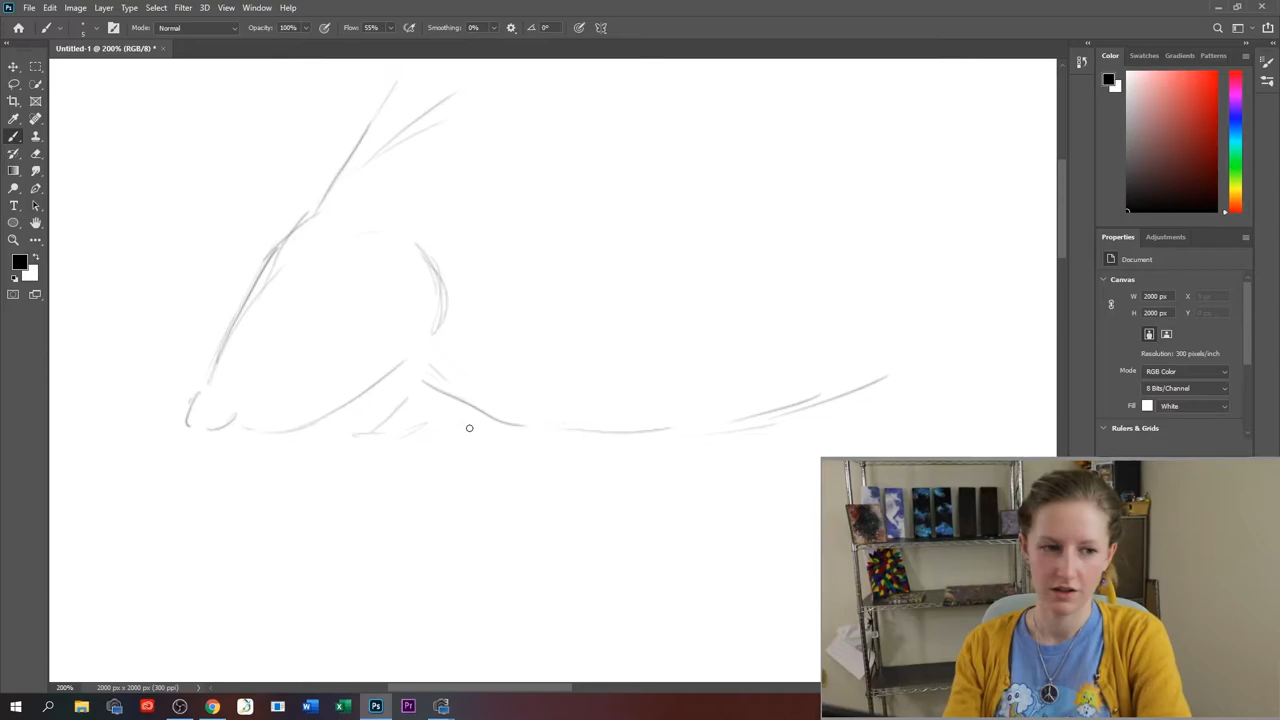 File Edit Image Layer Type Select Filter 3D View Window Help
5 Mode: Normal Opacity: 100% Flow: 55% Smoothing: 0% 0°
Untitled-1 @ 200% (RGB/8) *
Color Swatches Gradients Patterns
Properties Adjustments
Document
Canvas
W 2000 px X
H 2000 px Y
Resolution: 300 pixels/inch
Mode RGB Color
8 Bits/Channel
Fill White
Rulers & Grids
200% 2000 px x 2000 px (300 ppi)